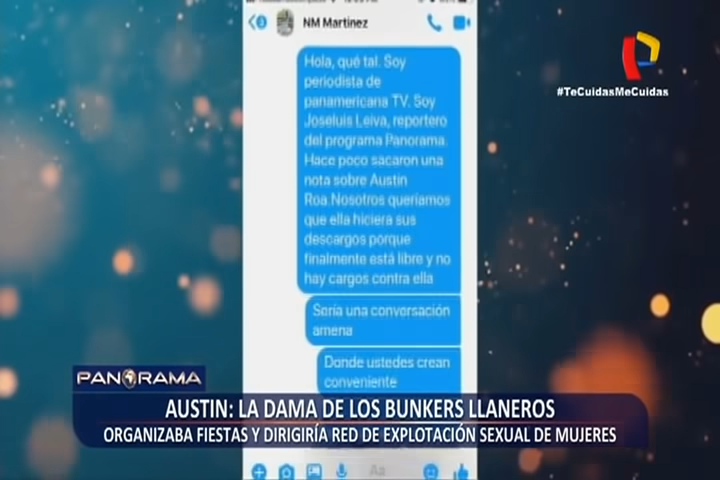 NM Martinez
#TeCuidasMeCuidas
Hola, qué tal. Soy
periodista de
panamericana TV. Soy
Joseluis Leiva, reportero
del programa Panorama.
Hace poco sacaron una
nota sobre Austin
Roa.Nosotros queríamos
que ella hiciera sus
descargos porque
finalmente está libre y no
hay cargos contra ella
Sería una conversación
amena
Donde ustedes crean
conveniente
PANORAMA
AUSTIN: LA DAMA DE LOS BUNKERS LLANEROS
ORGANIZABA FIESTAS Y DIRIGIRÍA RED DE EXPLOTACIÓN SEXUAL DE MUJERES
Aa